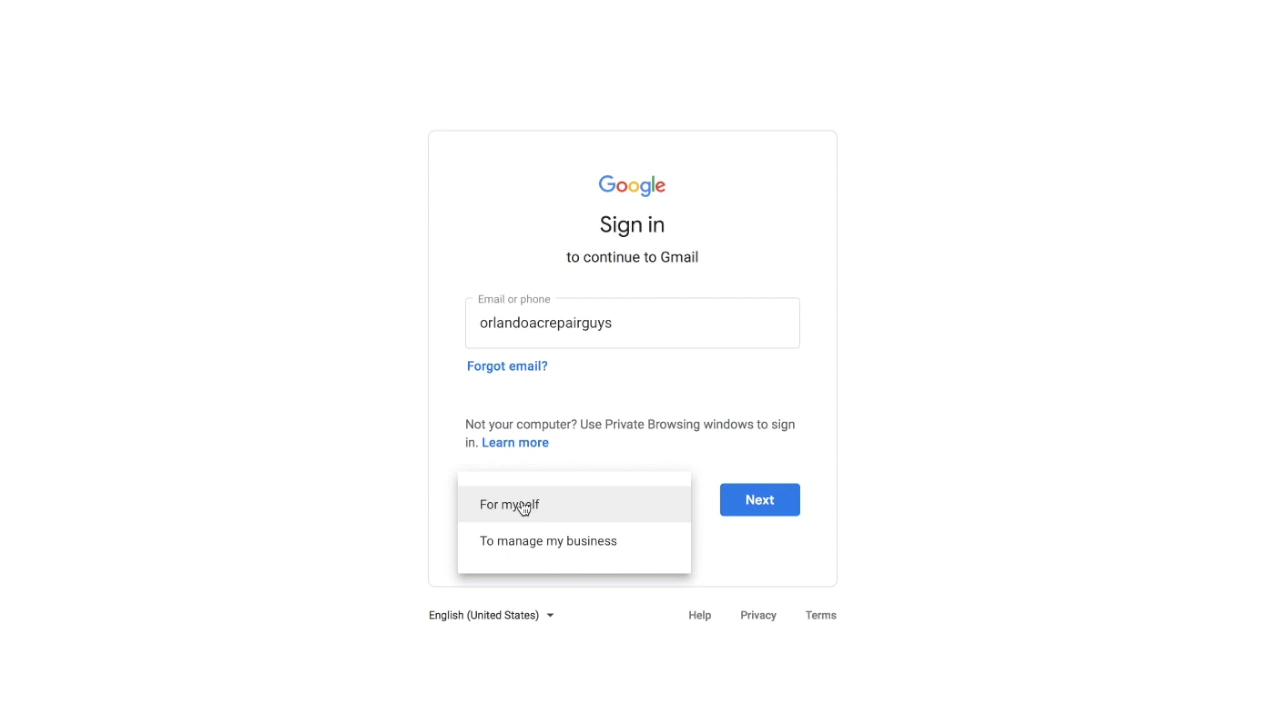 Google
Sign in
to continue to Gmail
Email or phone
orlandoacrepairguys
Forgot email?
Not your computer? Use Private Browsing windows to sign
in. Learn more
For myself
Next
To manage my business
English (United States)
Help
Privacy
Terms